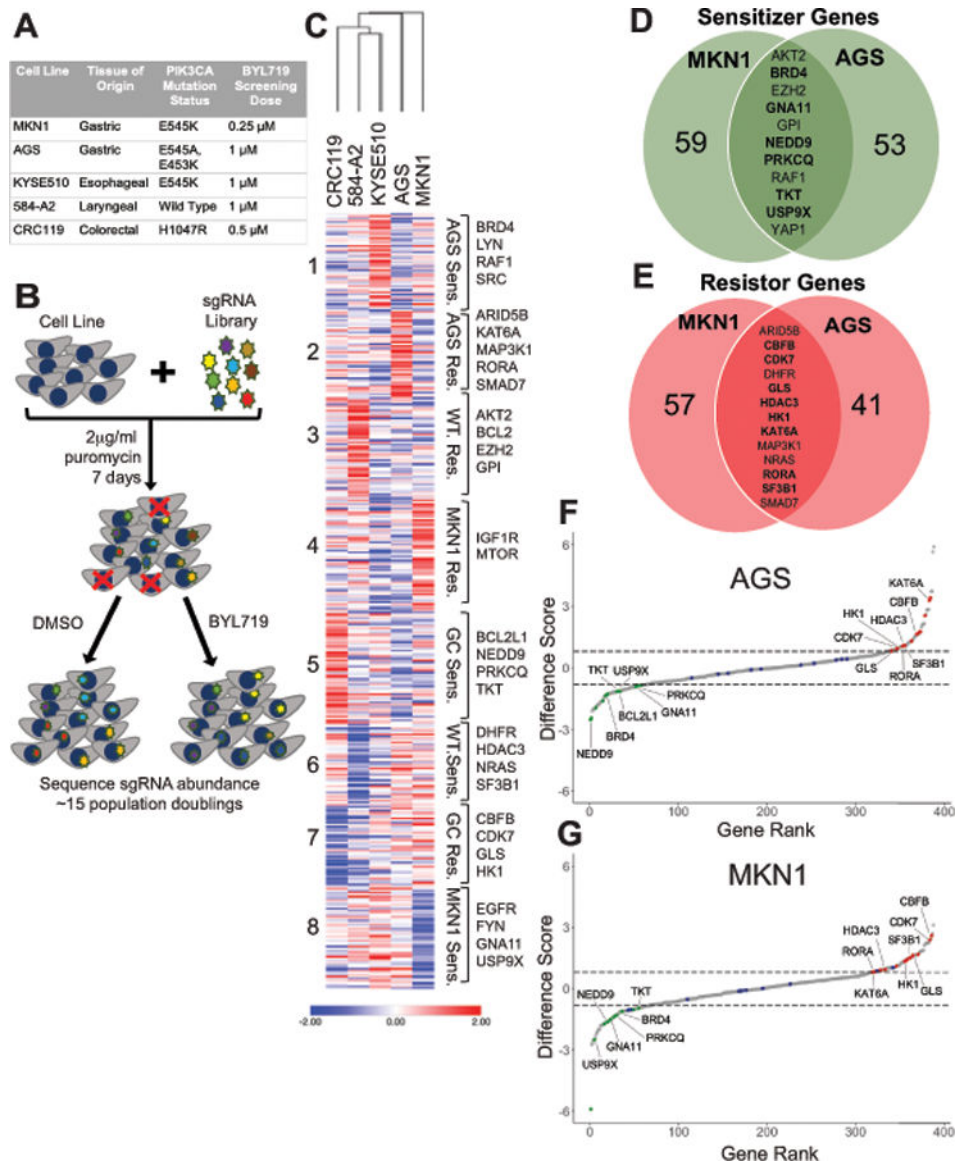 A
Cell Line Tissue of Origin PIK3CA Mutation Status BYL719 Screening Dose
MKN1 Gastric E545K 0.25 µM
AGS Gastric E545A, E453K 1 µM
KYSE510 Esophageal E545K 1 µM
584-A2 Laryngeal Wild Type 1 µM
CRC119 Colorectal H1047R 0.5 µM
B
Cell Line
sgRNA
Library
+
2µg/ml
puromycin
7 days
DMSO
BYL719
Sequence sgRNA abundance
~15 population doublings
C
CRC119
584-A2
KYSE510
AGS
MKN1
1
AGS Sens.
BRD4
LYN
RAF1
SRC
2
AGS Res.
ARID5B
KAT6A
MAP3K1
RORA
SMAD7
3
WT. Res.
AKT2
BCL2
EZH2
GPI
4
MKN1 Res.
IGF1R
MTOR
5
GC Sens.
BCL2L1
NEDD9
PRKCQ
TKT
6
WT.Sens.
DHFR
HDAC3
NRAS
SF3B1
7
GC Res.
CBFB
CDK7
GLS
HK1
8
MKN1 Sens.
EGFR
FYN
GNA11
USP9X
-2.00 0.00 2.00
D
Sensitizer Genes
MKN1
AGS
59
53
AKT2
BRD4
EZH2
GNA11
GPI
NEDD9
PRKCQ
RAF1
TKT
USP9X
YAP1
E
Resistor Genes
MKN1
AGS
57
41
ARID5B
CBFB
CDK7
DHFR
GLS
HDAC3
HK1
KAT6A
MAP3K1
NRAS
RORA
SF3B1
SMAD7
F
AGS
Difference Score
6
3
0
-3
-6
KAT6A
CBFB
HK1
HDAC3
CDK7
GLS
SF3B1
RORA
TKT USP9X
PRKCQ
BCL2L1
GNA11
BRD4
NEDD9
0 100 200 300 400
Gene Rank
G
MKN1
Difference Score
6
3
0
-3
-6
CBFB
CDK7
HDAC3
SF3B1
RORA
HK1
GLS
KAT6A
NEDD9
TKT
BRD4
PRKCQ
GNA11
USP9X
0 100 200 300 400
Gene Rank